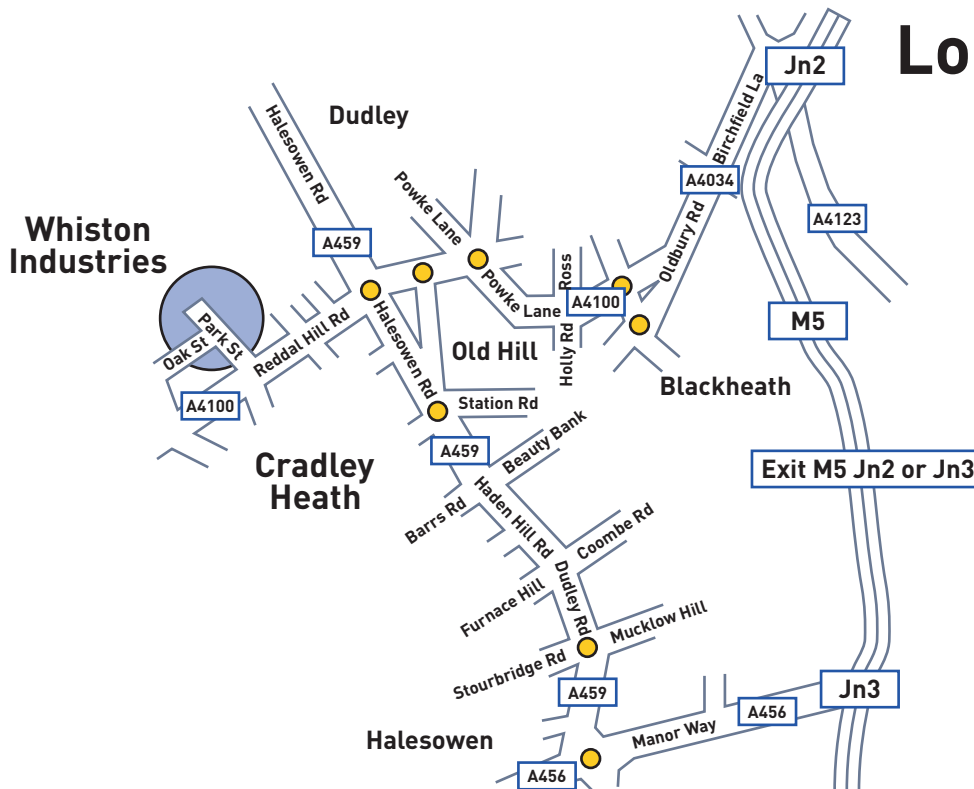 Lo
Jn2
Birchfield La
Dudley
Halesowen Rd
Powke Lane
A4034
A4123
Whiston
Industries
A459
Oldbury Rd
Ross
Powke Lane
A4100
M5
Park St
Oak St
Reddal Hill Rd
Halesowen Rd
Old Hill
Holly Rd
Blackheath
A4100
Station Rd
A459
Beauty Bank
Cradley
Heath
Exit M5 Jn2 or Jn3
Barrs Rd
Haden Hill Rd
Coombe Rd
Furnace Hill
Dudley Rd
Mucklow Hill
Stourbridge Rd
A459
Jn3
A456
Manor Way
Halesowen
A456